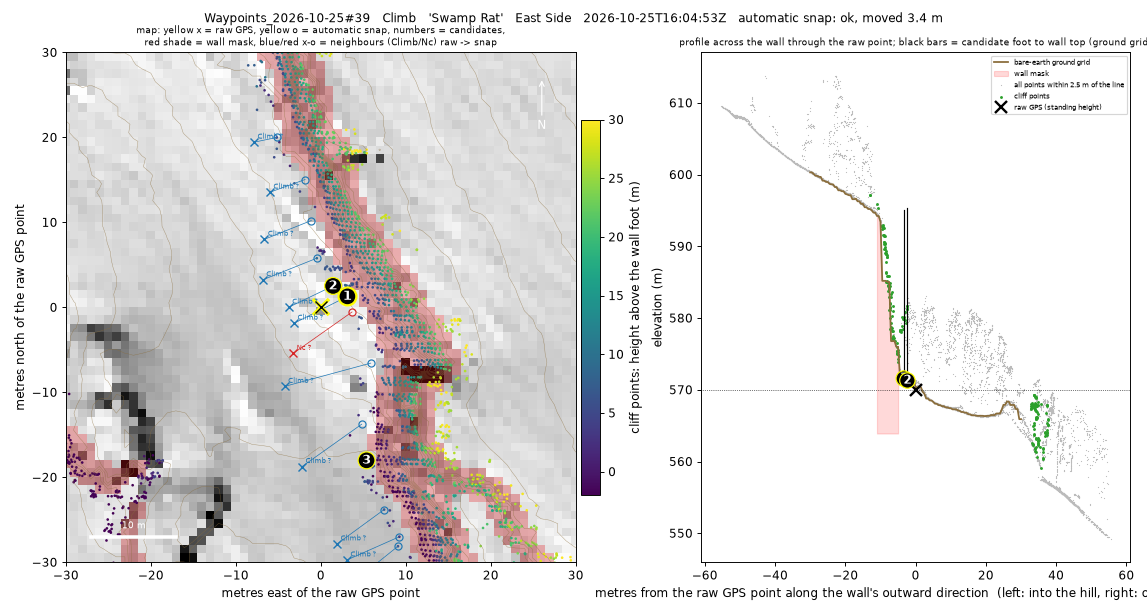 Waypoints_2026-10-25#39   Climb   'Swamp Rat'   East Side   2026-10-25T16:04:53Z   automatic snap: ok, moved 3.4 m
map: yellow x = raw GPS, yellow o = automatic snap, numbers = candidates,
red shade = wall mask, blue/red x-o = neighbours (Climb/Nc) raw -> snap
profile across the wall through the raw point; black bars = candidate foot to wall top (ground grid
metres north of the raw GPS point
30
20
10
0
−10
−20
−30
−30
−20
−10
0
10
20
30
metres east of the raw GPS point
N
Climb ?
Climb ?
Climb ?
Climb ?
Climb ?
Climb ?
Nc ?
Climb ?
Climb ?
Climb ?
Climb ?
2
1
3
10 m
30
25
20
15
10
5
0
cliff points: height above the wall foot (m)
elevation (m)
610
600
590
580
570
560
550
−60
−40
−20
0
20
40
60
metres from the raw GPS point along the wall's outward direction  (left: into the hill, right:
bare-earth ground grid
wall mask
all points within 2.5 m of the line
cliff points
raw GPS (standing height)
2